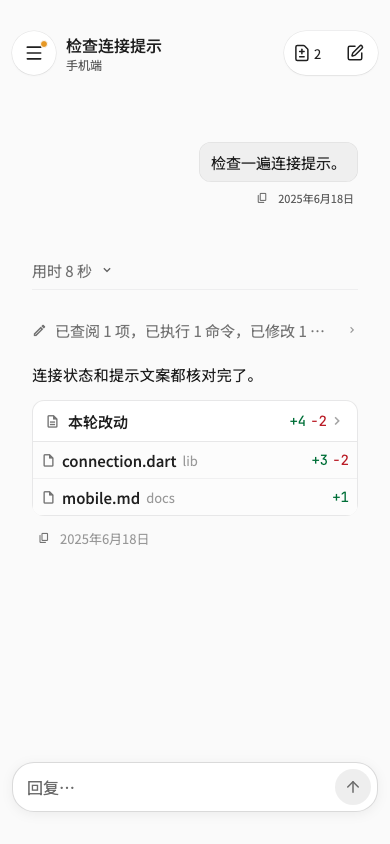 检查连接提示
手机端
2
检查一遍连接提示。
2025年6月18日
用时 8 秒
已查阅 1 项，已执行 1 命令，已修改 1 …
连接状态和提示文案都核对完了。
本轮改动 +4 -2
connection.dart lib +3 -2
mobile.md docs +1
2025年6月18日
回复…